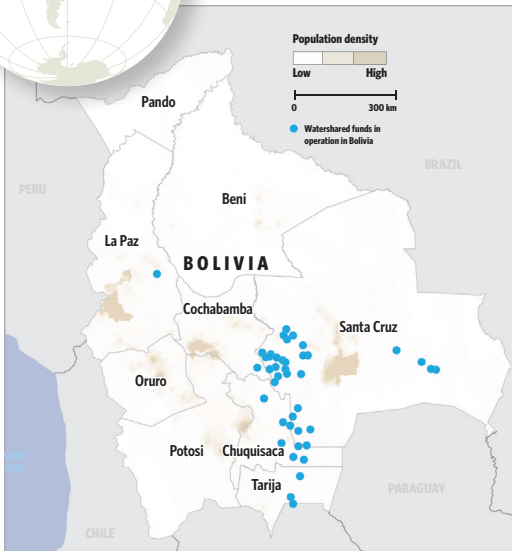 Population density
Low
High
0
300 km
Watershared funds in
operation in Bolivia
Pando
BRAZIL
PERU
Beni
La Paz
BOLIVIA
Cochabamba
Santa Cruz
Oruro
Potosi
Chuquisaca
Tarija
PARAGUAY
CHILE